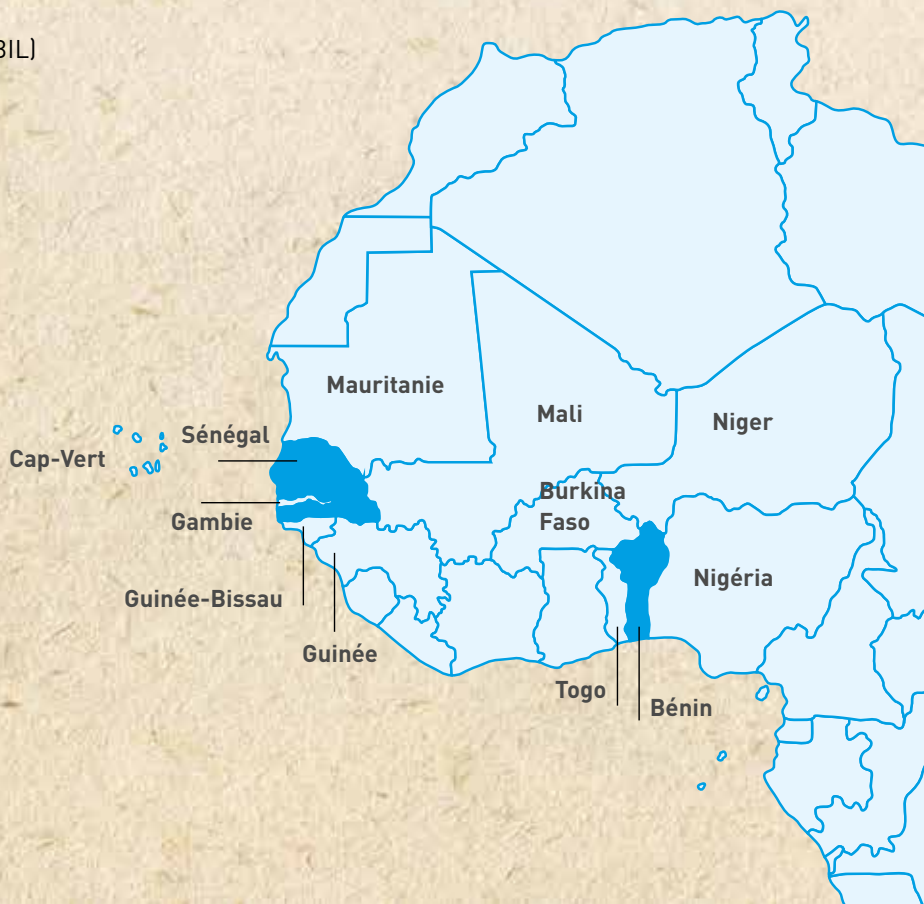 BIL)
Mauritanie
Mali
Niger
Sénégal
Cap-Vert
Burkina
Faso
Gambie
Nigéria
Guinée-Bissau
Guinée
Togo
Bénin